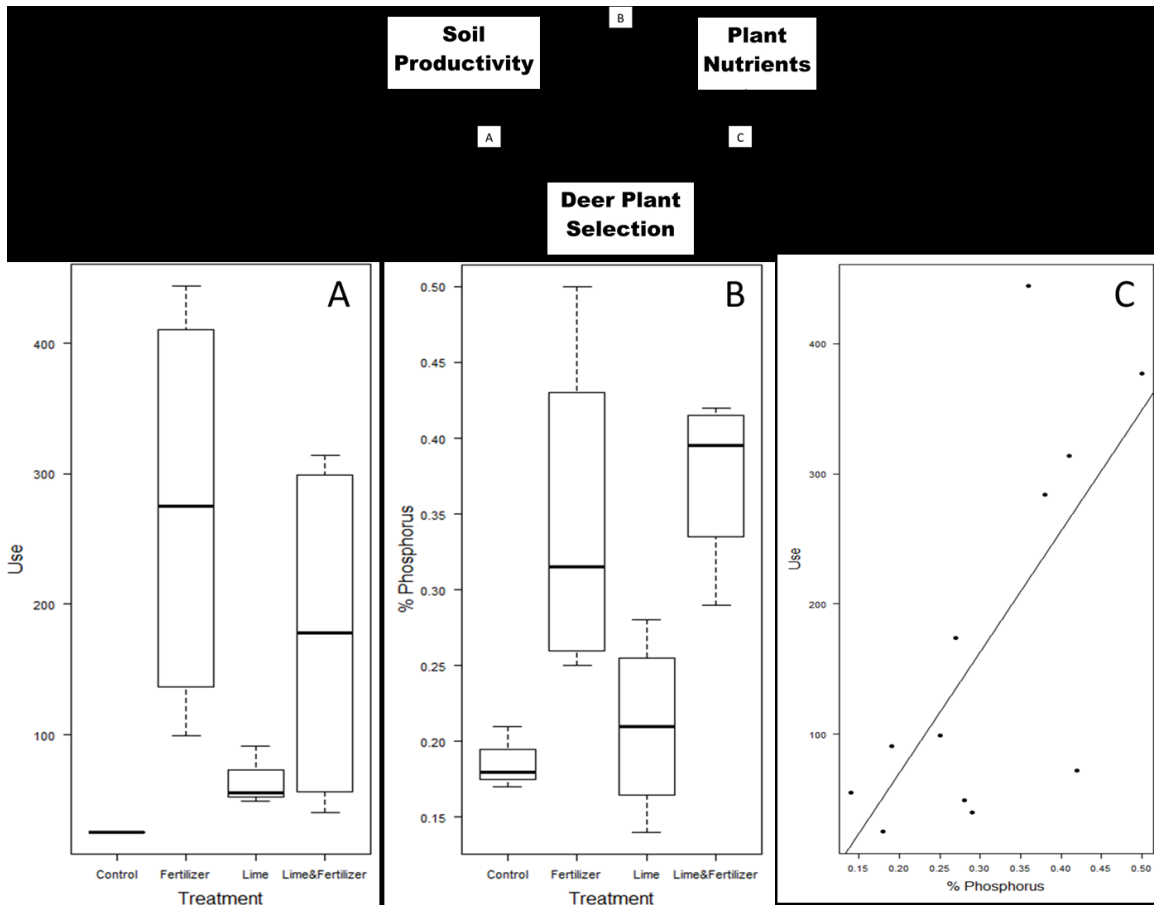 B
Soil
Productivity
Plant
Nutrients
A
C
Deer Plant
Selection
A
400
300
200
100
Use
Control
Fertilizer
Lime
Lime&Fertilizer
Treatment
B
0.50
0.45
0.40
0.35
0.30
0.25
0.20
0.15
% Phosphorus
Control
Fertilizer
Lime
Lime&Fertilizer
Treatment
C
400
300
200
100
Use
0.15
0.20
0.25
0.30
0.35
0.40
0.45
0.50
% Phosphorus